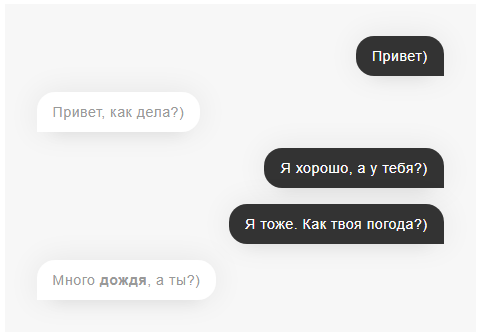 Привет)
Привет, как дела?)
Я хорошо, а у тебя?)
Я тоже. Как твоя погода?)
Много дождя, а ты?)